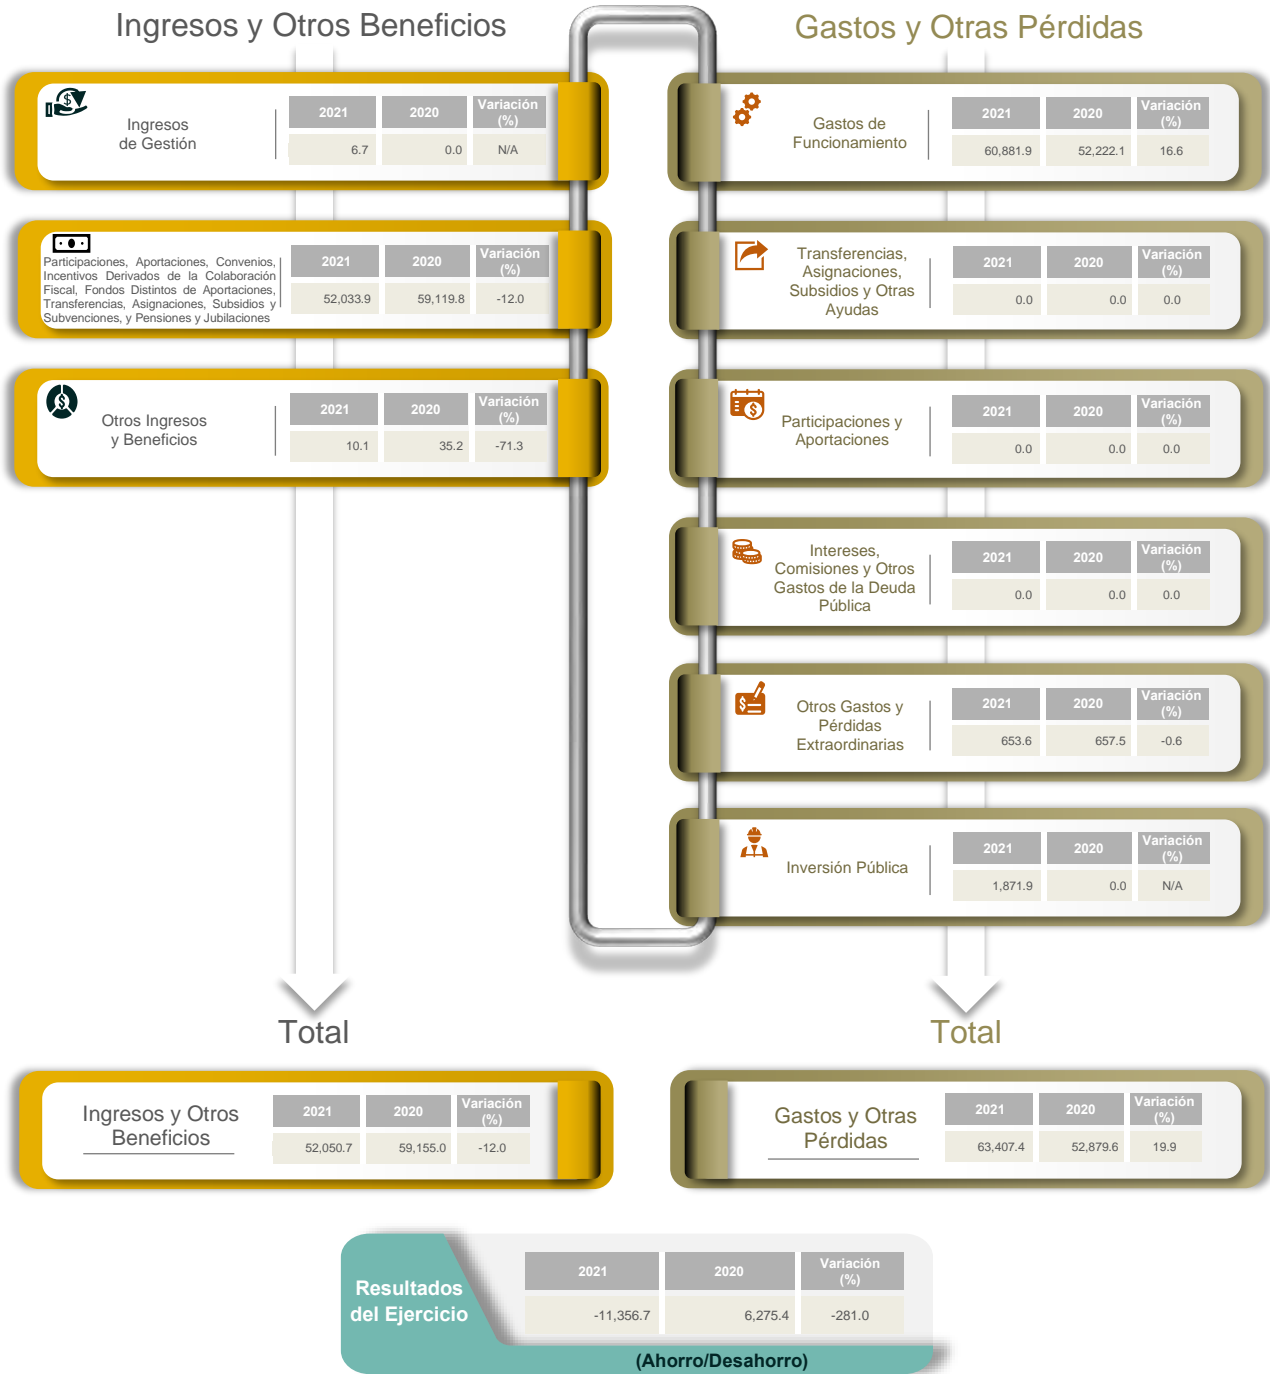 Ingresos y Otros Beneficios
Ingresos
de Gestión
2021 2020 Variación
(%)
6.7 0.0 N/A
Participaciones, Aportaciones, Convenios,
Incentivos Derivados de la Colaboración
Fiscal, Fondos Distintos de Aportaciones,
Transferencias, Asignaciones, Subsidios y
Subvenciones, y Pensiones y Jubilaciones
2021 2020 Variación
(%)
52,033.9 59,119.8 -12.0
Otros Ingresos
y Beneficios
2021 2020 Variación
(%)
10.1 35.2 -71.3
Gastos y Otras Pérdidas
Gastos de
Funcionamiento
2021 2020 Variación
(%)
60,881.9 52,222.1 16.6
Transferencias,
Asignaciones,
Subsidios y Otras
Ayudas
2021 2020 Variación
(%)
0.0 0.0 0.0
Participaciones y
Aportaciones
2021 2020 Variación
(%)
0.0 0.0 0.0
Intereses,
Comisiones y Otros
Gastos de la Deuda
Pública
2021 2020 Variación
(%)
0.0 0.0 0.0
Otros Gastos y
Pérdidas
Extraordinarias
2021 2020 Variación
(%)
653.6 657.5 -0.6
Inversión Pública
2021 2020 Variación
(%)
1,871.9 0.0 N/A
Total
Ingresos y Otros
Beneficios
2021 2020 Variación
(%)
52,050.7 59,155.0 -12.0
Total
Gastos y Otras
Pérdidas
2021 2020 Variación
(%)
63,407.4 52,879.6 19.9
Resultados
del Ejercicio
2021 2020 Variación
(%)
-11,356.7 6,275.4 -281.0
(Ahorro/Desahorro)